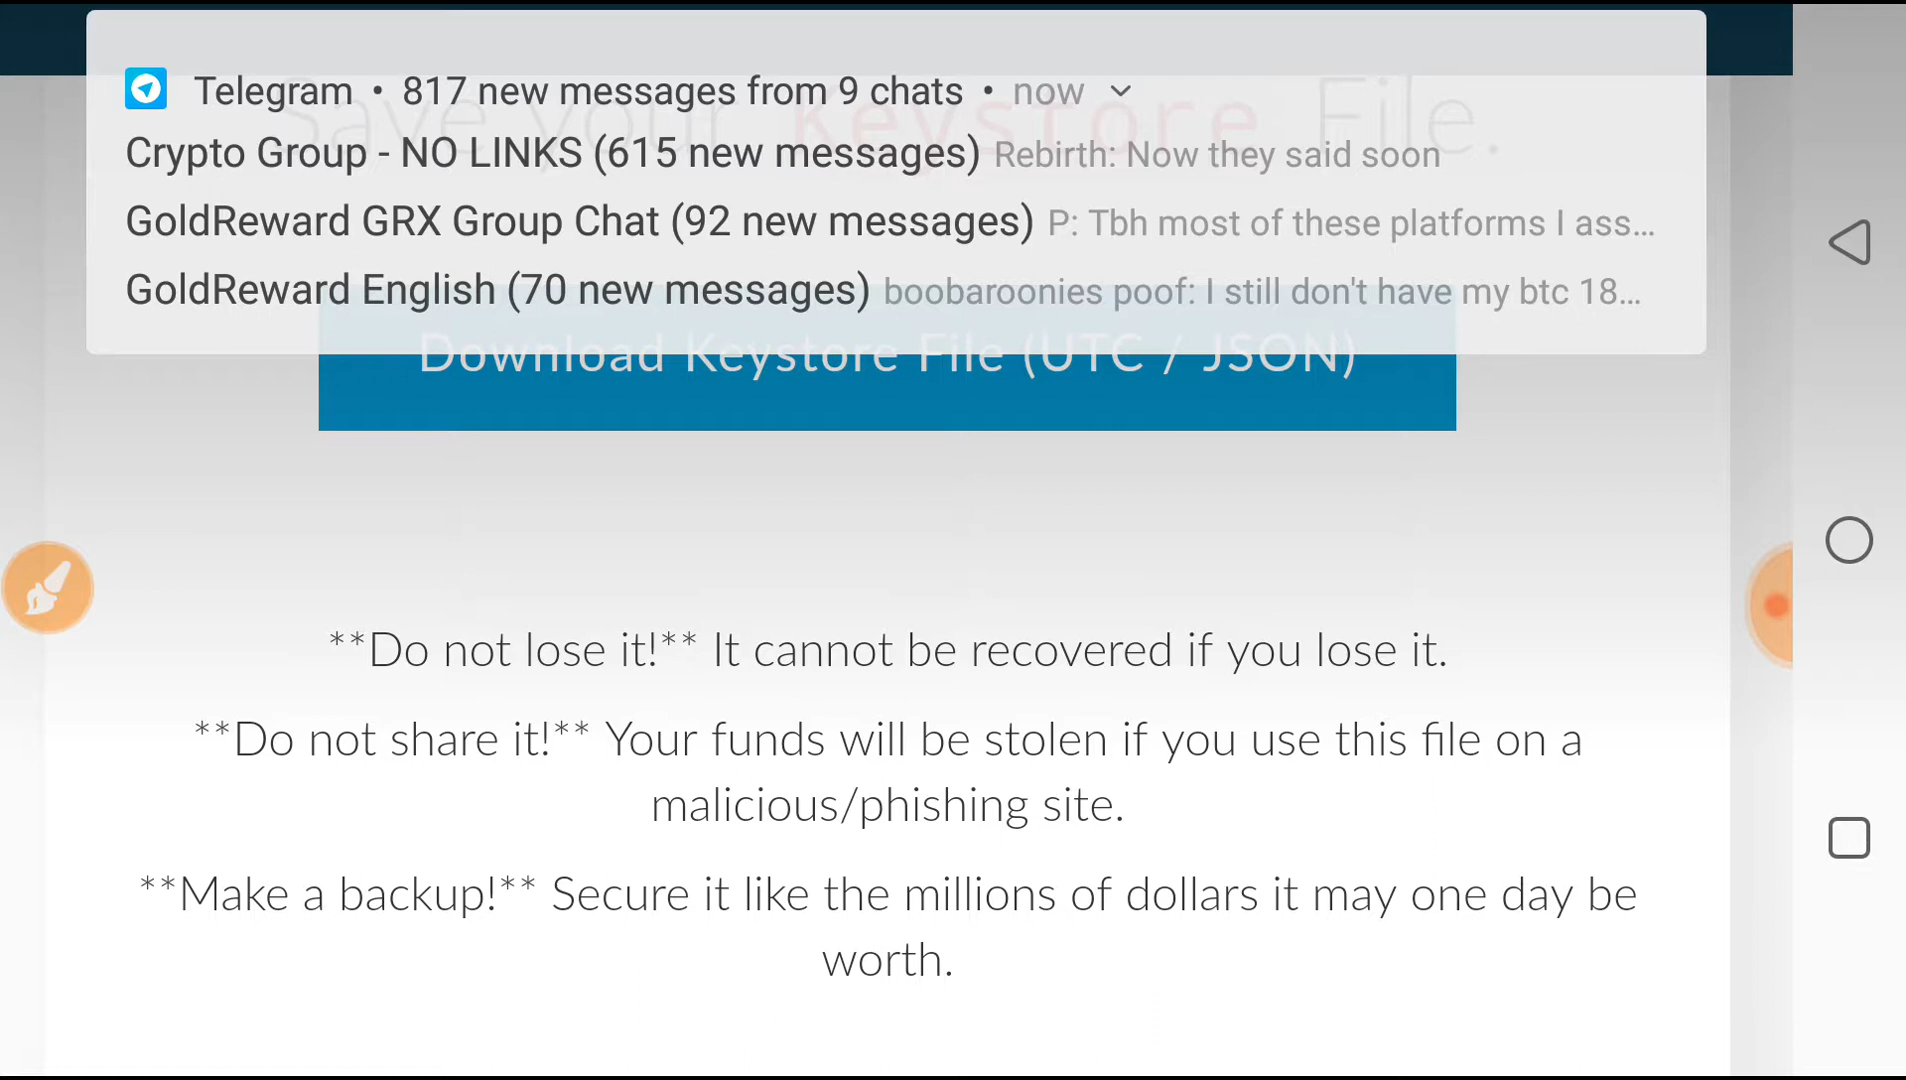 Telegram • 817 new messages from 9 chats • now
Save your Keystore File.
Crypto Group - NO LINKS (615 new messages) Rebirth: Now they said soon
GoldReward GRX Group Chat (92 new messages) P: Tbh most of these platforms I ass...
GoldReward English (70 new messages) boobaroonies poof: I still don't have my btc 18...
Download Keystore File (UTC / JSON)
**Do not lose it!** It cannot be recovered if you lose it.
**Do not share it!** Your funds will be stolen if you use this file on a
malicious/phishing site.
**Make a backup!** Secure it like the millions of dollars it may one day be
worth.